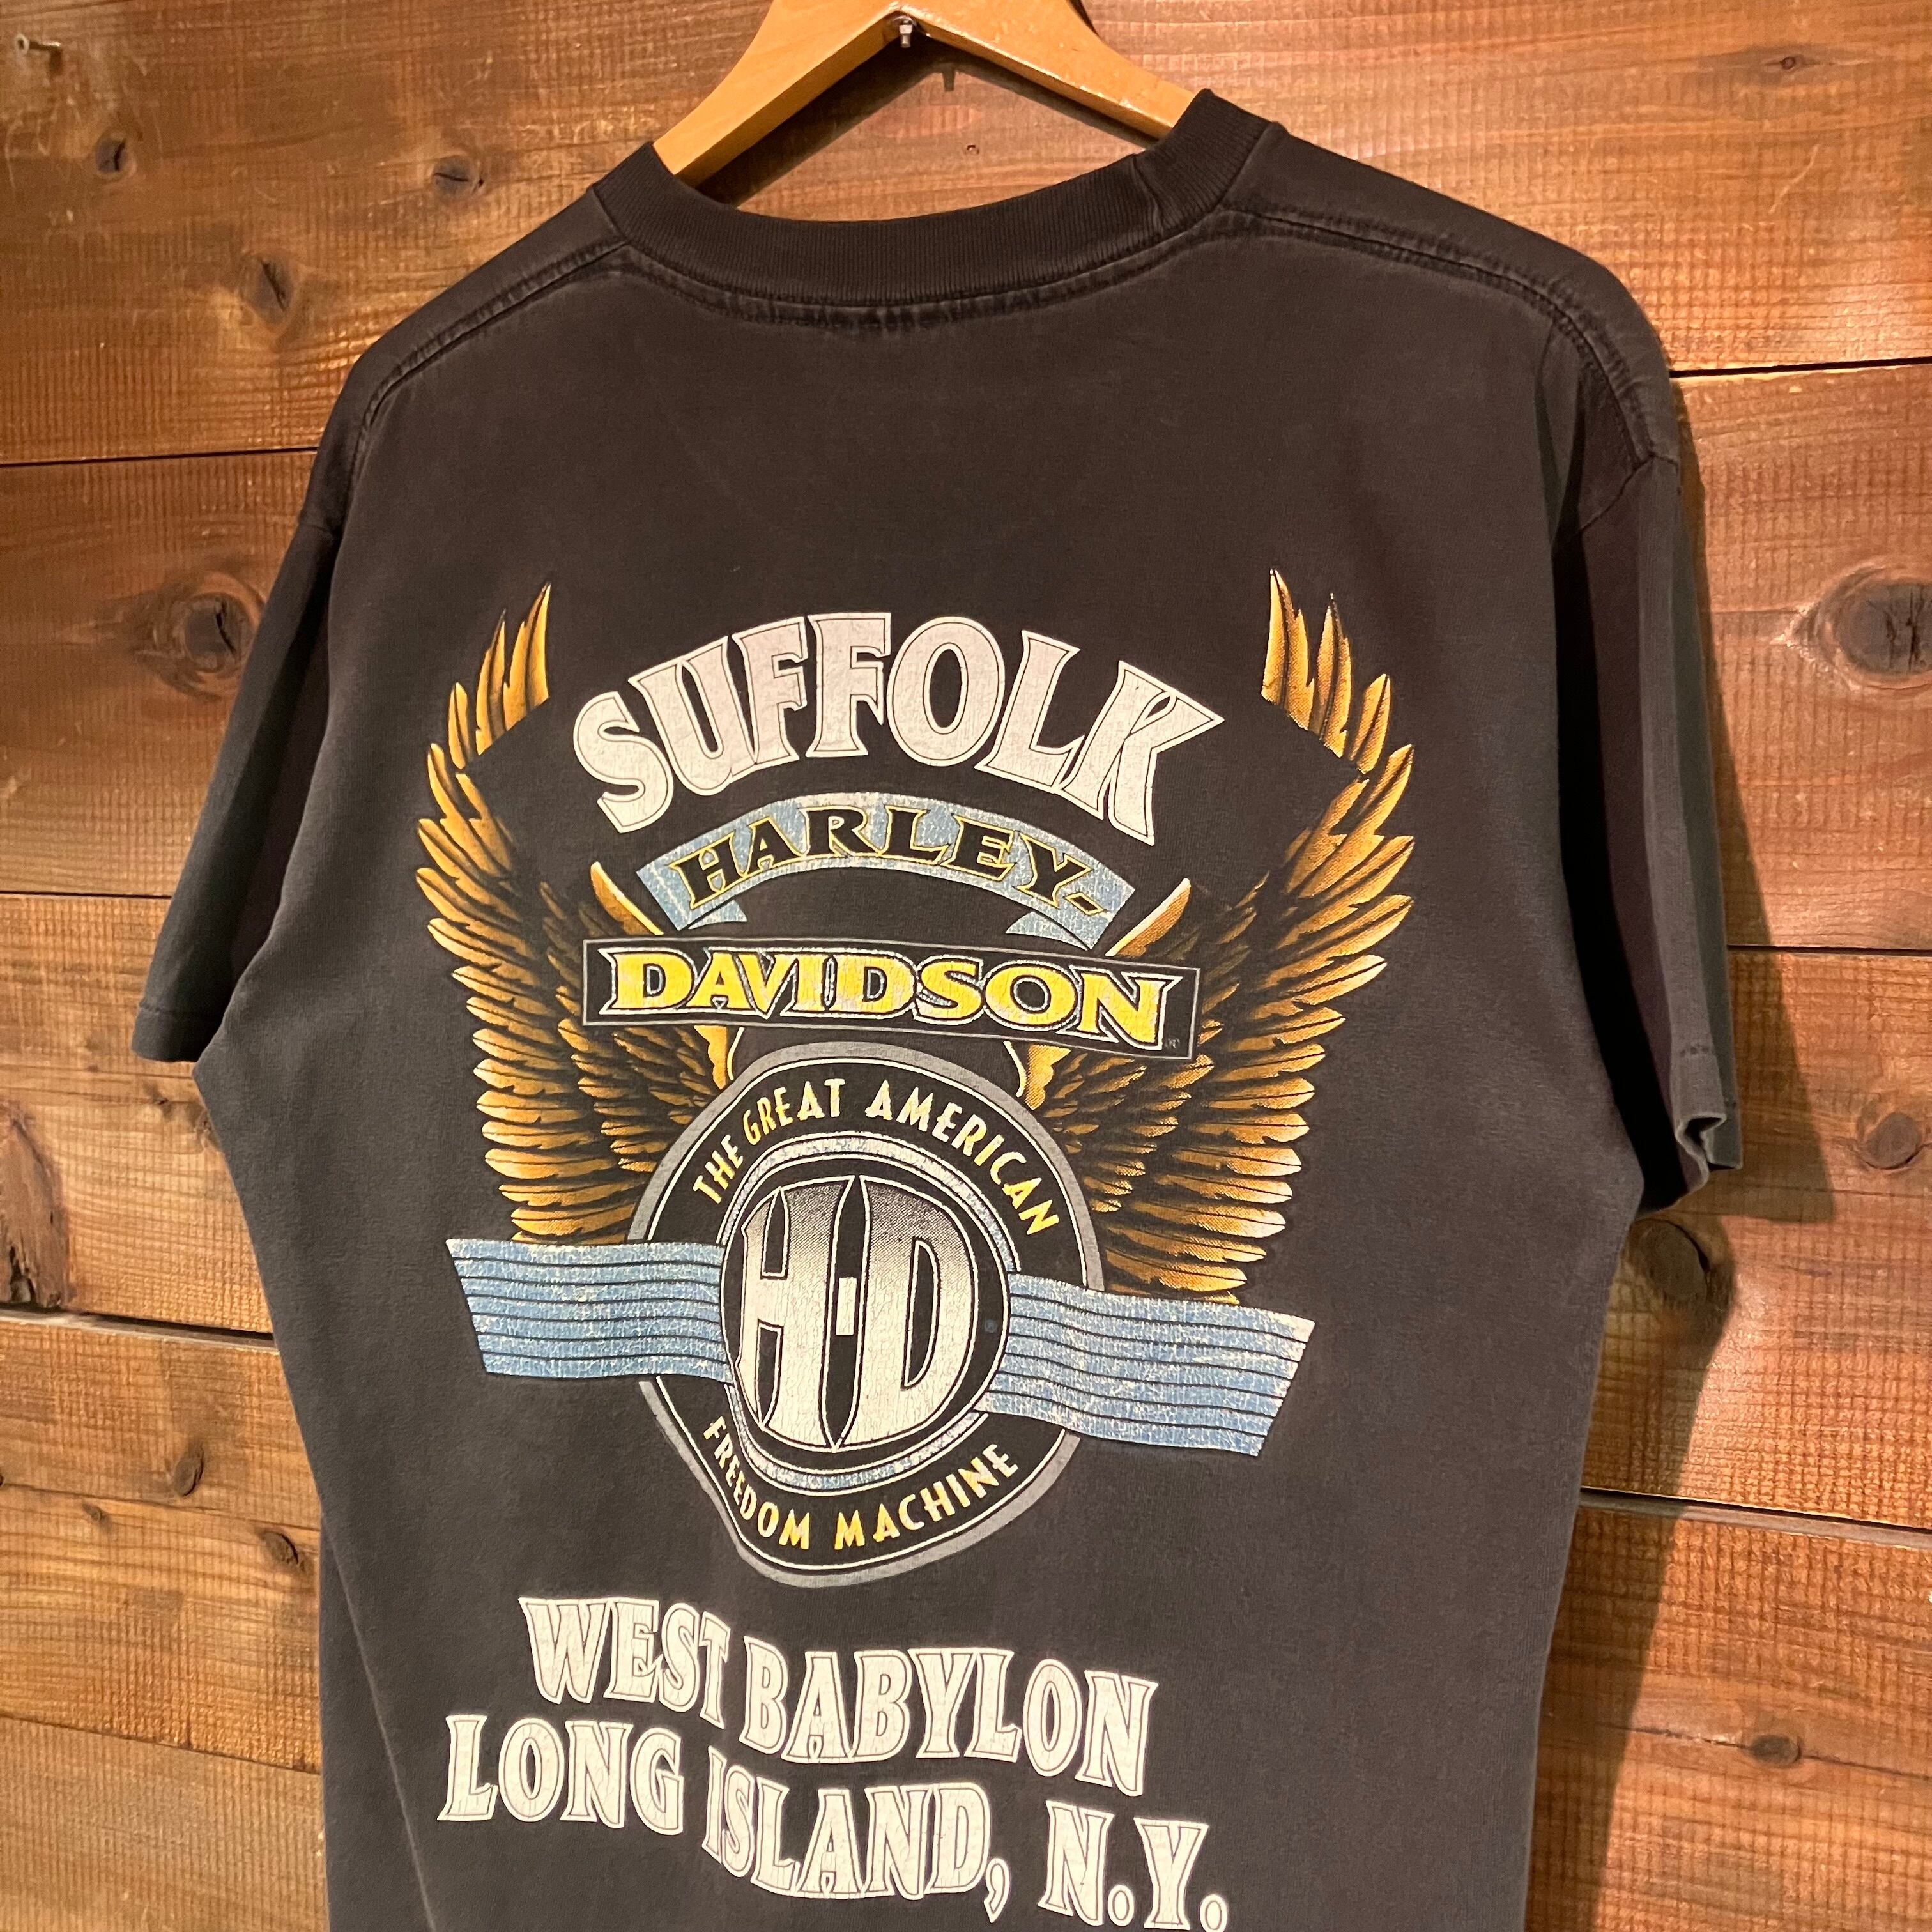 SUFFOLK
HARLEY-
DAVIDSON
THE GREAT AMERICAN
H-D
FREEDOM MACHINE
WEST BABYLON
LONG ISLAND, N.Y.